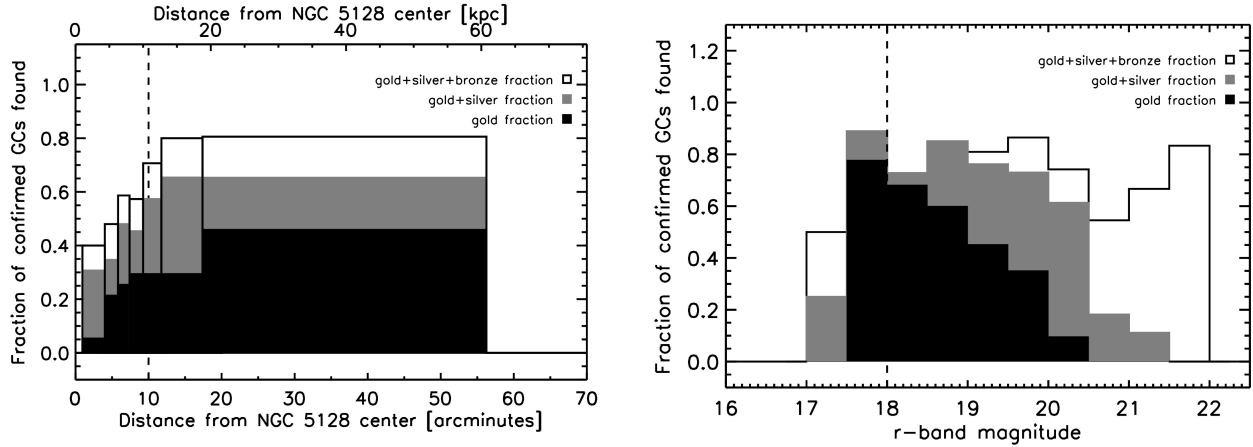 Distance from NGC 5128 center [kpc]
0 20 40 60
Fraction of confirmed GCs found
1.0
0.8
0.6
0.4
0.2
0.0
gold+silver+bronze fraction
gold+silver fraction
gold fraction
0 10 20 30 40 50 60 70
Distance from NGC 5128 center [arcminutes]
Fraction of confirmed GCs found
1.2
1.0
0.8
0.6
0.4
0.2
0.0
gold+silver+bronze fraction
gold+silver fraction
gold fraction
16 17 18 19 20 21 22
r-band magnitude